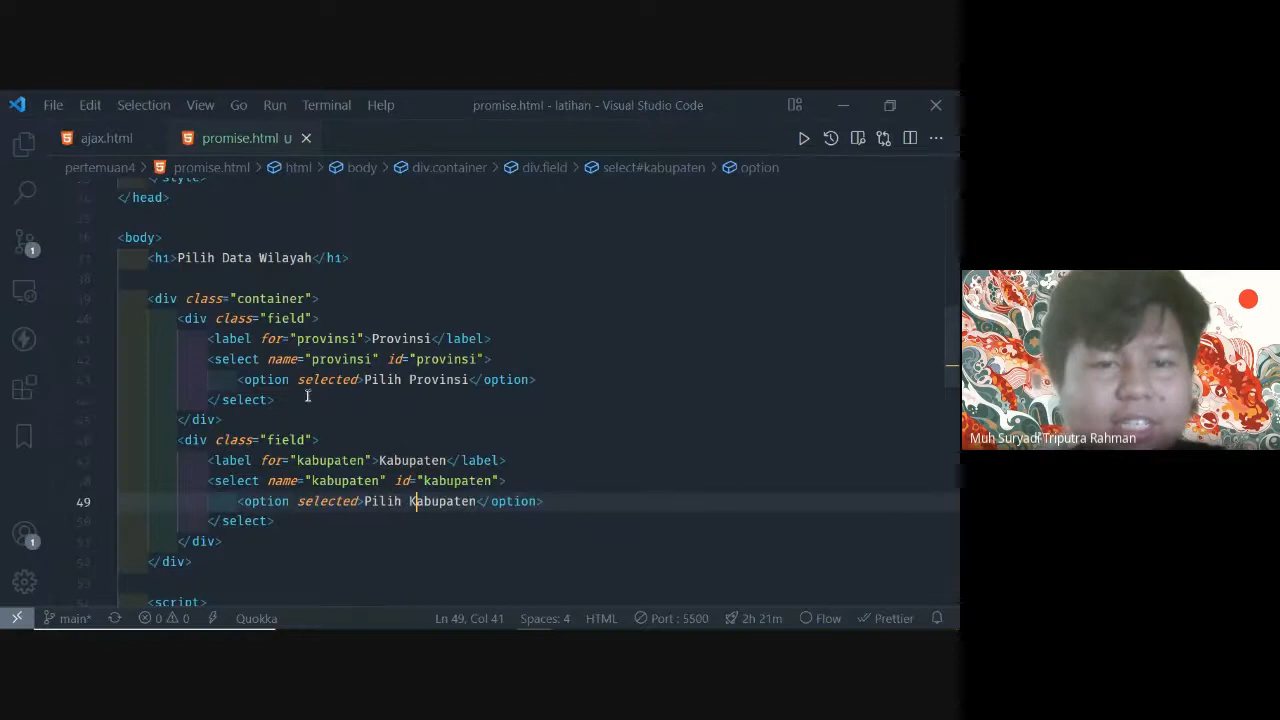 File Edit Selection View Go Run Terminal Help
promise.html - latihan - Visual Studio Code
ajax.html
promise.html U
pertemuan4 > promise.html > html > body > div.container > div.field > select#kabupaten > option
</head>
<body>
<h1>Pilih Data Wilayah</h1>
<div class="container">
<div class="field">
<label for="provinsi">Provinsi</label>
<select name="provinsi" id="provinsi">
<option selected>Pilih Provinsi</option>
</select>
</div>
<div class="field">
<label for="kabupaten">Kabupaten</label>
<select name="kabupaten" id="kabupaten">
49 <option selected>Pilih Kabupaten</option>
</select>
</div>
</div>
<script>
1
1
main* 0 0 Quokka Ln 49, Col 41 Spaces: 4 HTML Port : 5500 2h 21m Flow Prettier
Muh Suryadi Triputra Rahman